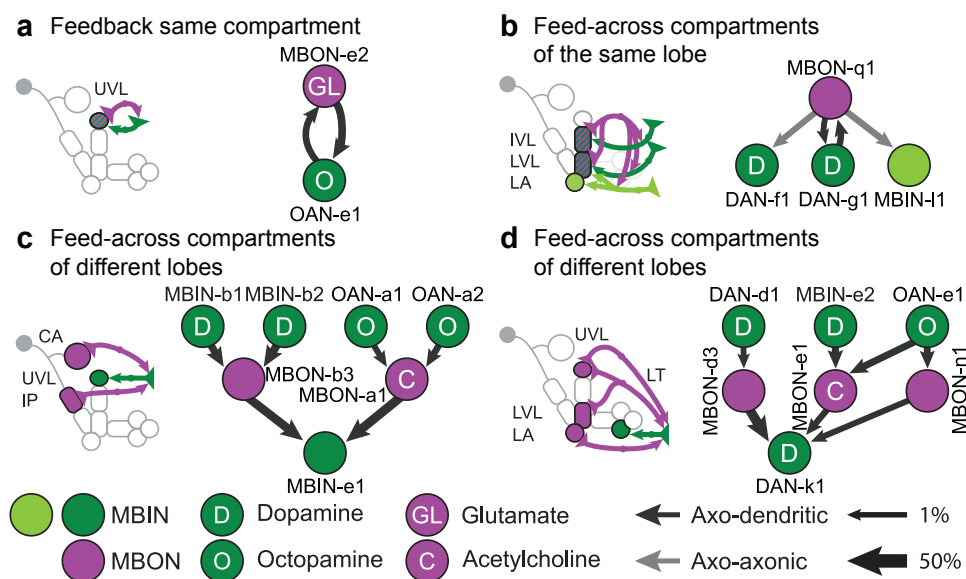 a Feedback same compartment
MBON-e2
UVL
GL
O
OAN-e1
b Feed-across compartments
of the same lobe
MBON-q1
IVL
LVL
LA
D
D
DAN-f1
DAN-g1
MBIN-l1
c Feed-across compartments
of different lobes
MBIN-b1
MBIN-b2
OAN-a1
OAN-a2
D
D
O
O
CA
UVL
IP
MBON-b3
MBON-a1
C
MBIN-e1
d Feed-across compartments
of different lobes
DAN-d1
MBIN-e2
OAN-e1
D
D
O
UVL
LT
LVL
LA
MBON-d3
MBON-e1
C
MBON-n1
D
DAN-k1
MBIN
D Dopamine
GL Glutamate
Axo-dendritic
1%
MBON
O Octopamine
C Acetylcholine
Axo-axonic
50%